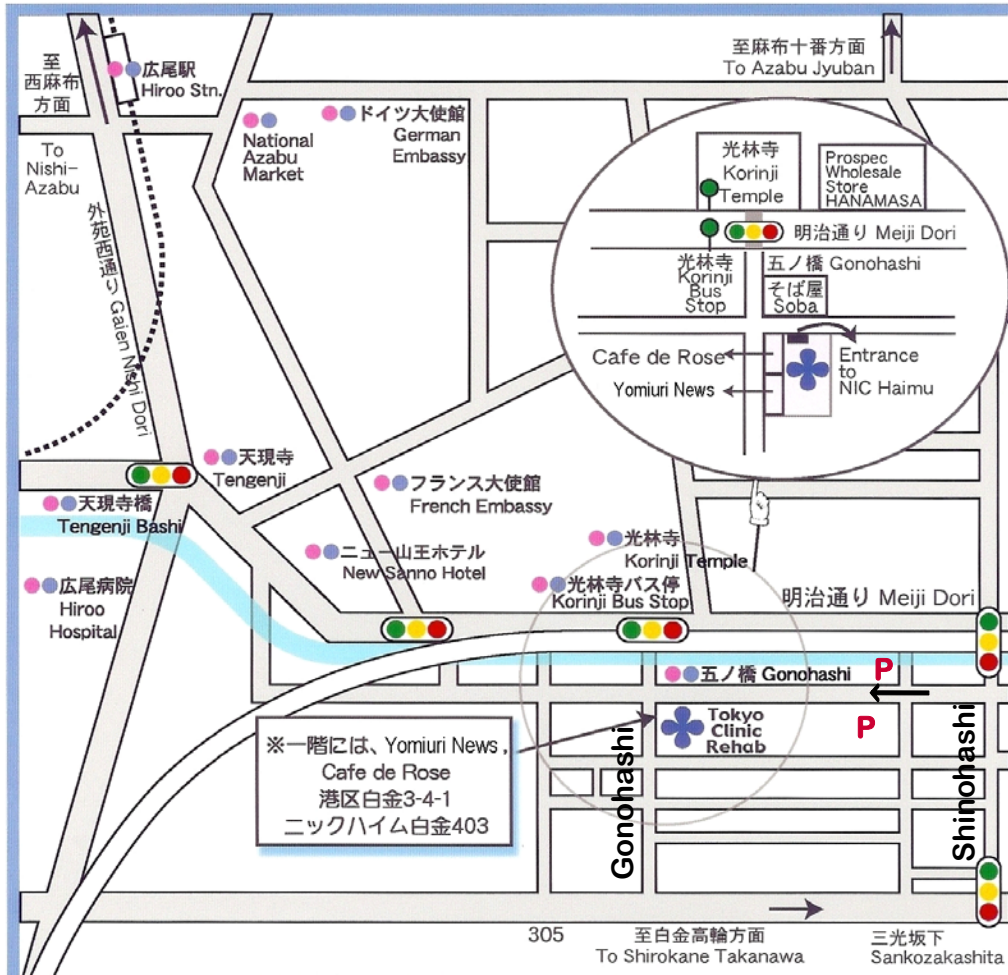 至
西麻布
方面
To
Nishi-
Azabu
広尾駅
Hiroo Stn.
National
Azabu
Market
ドイツ大使館
German
Embassy
至麻布十番方面
To Azabu Jyuban
光林寺
Korinji
Temple
Prospec
Wholesale
Store
HANAMASA
明治通り Meiji Dori
光林寺
Korinji
Bus
Stop
五ノ橋 Gonohashi
そば屋
Soba
Cafe de Rose
Yomiuri News
Entrance
to
NIC Haimu
外苑西通い Gaien Nishi Dori
天現寺
Tengenji
天現寺橋
Tengenji Bashi
フランス大使館
French Embassy
ニュー山王ホテル
New Sanno Hotel
光林寺
Korinji Temple
光林寺バス停
Korinji Bus Stop
広尾病院
Hiroo
Hospital
明治通り Meiji Dori
五ノ橋 Gonohashi
P
P
Tokyo
Clinic
Rehab
※一階には、Yomiuri News,
Cafe de Rose
港区白金3-4-1
ニックハイム白金403
Gonohashi
Shinohashi
305
至白金高輪方面
To Shirokane Takanawa
三光坂下
Sankozakashita